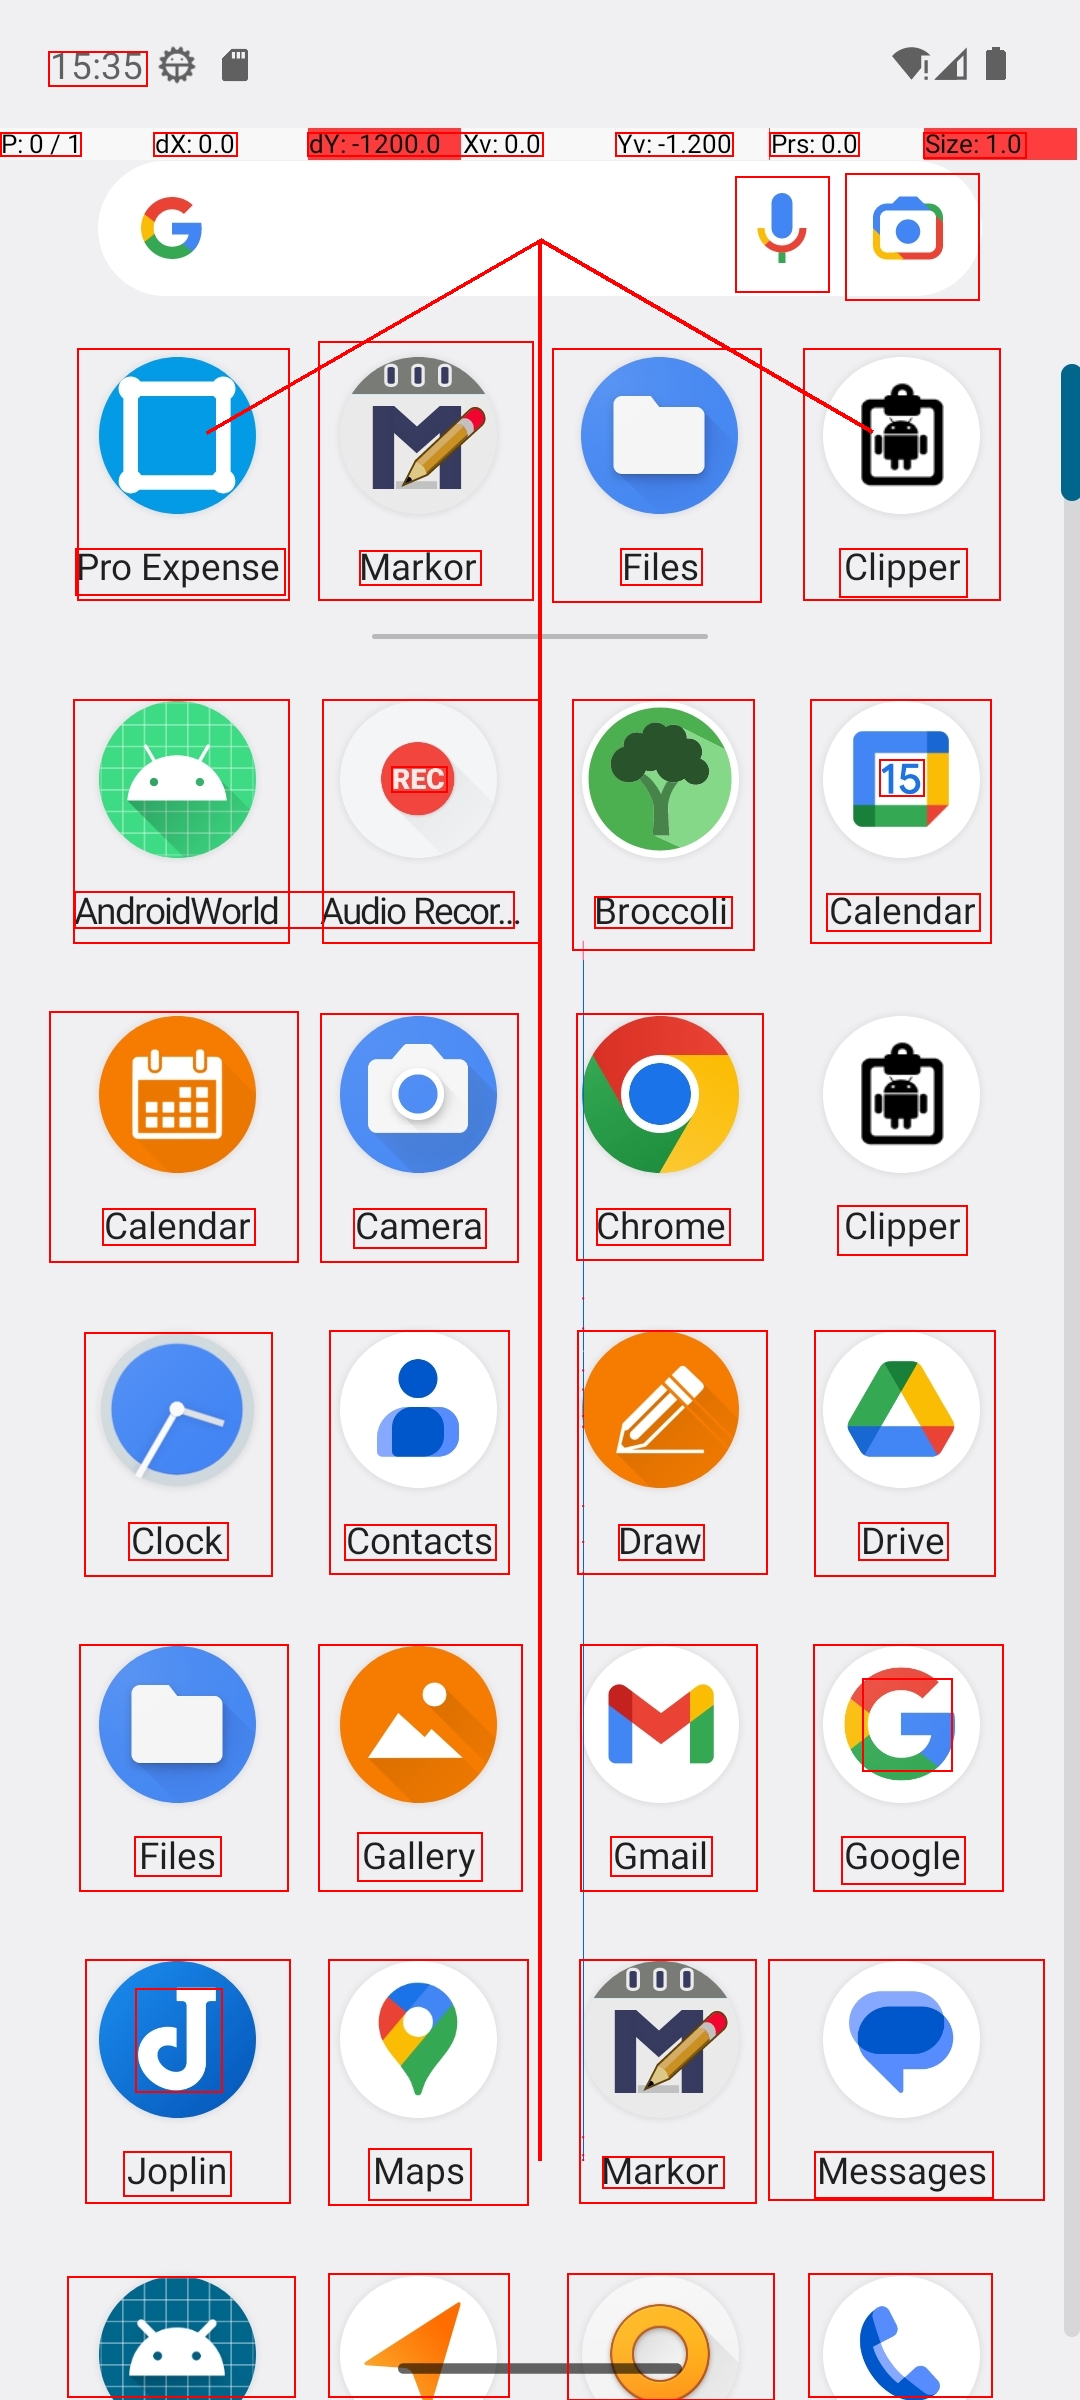 15:35
P: 0 / 1 dX: 0.0 dY: -1200.0 Xv: 0.0 Yv: -1.200 Prs: 0.0 Size: 1.0
Pro Expense Markor Files Clipper
REC 15
AndroidWorld Audio Recor... Broccoli Calendar
Calendar Camera Chrome Clipper
Clock Contacts Draw Drive
Files Gallery Gmail Google
Joplin Maps Markor Messages